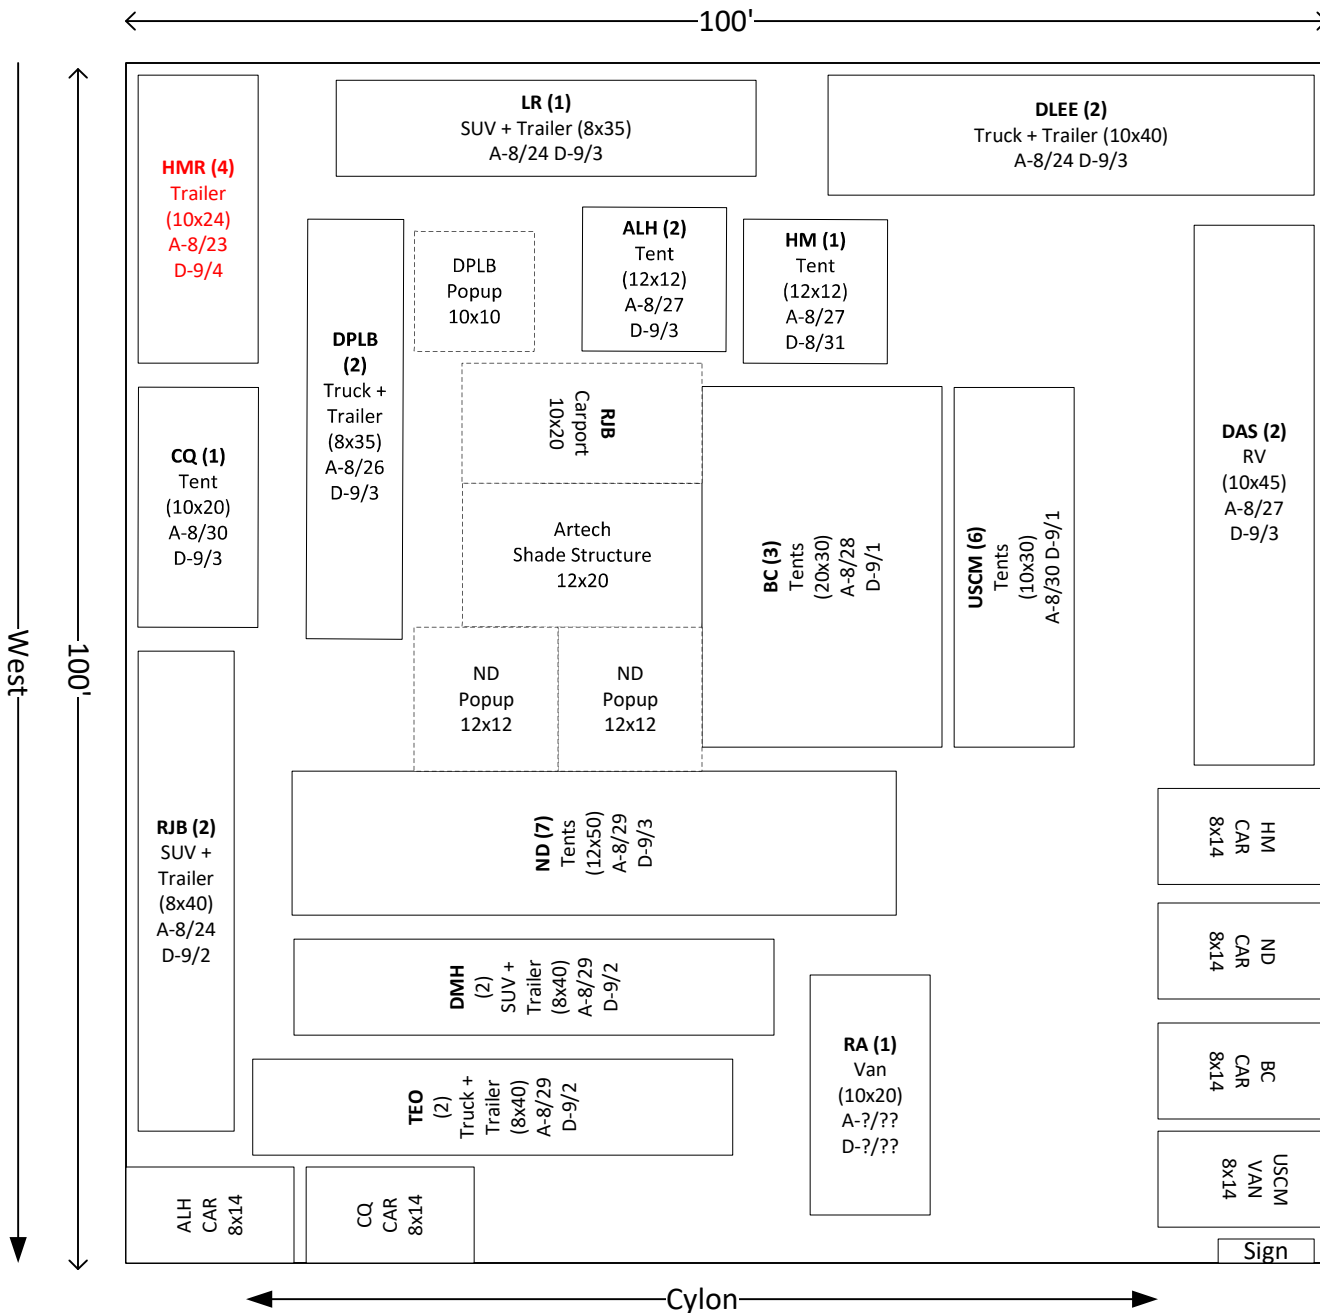 100'
West
100'
LR (1)
SUV + Trailer (8x35)
A-8/24 D-9/3
DLEE (2)
Truck + Trailer (10x40)
A-8/24 D-9/3
HMR (4)
Trailer
(10x24)
A-8/23
D-9/4
DPLB
(2)
Truck +
Trailer
(8x35)
A-8/26
D-9/3
DPLB
Popup
10x10
ALH (2)
Tent
(12x12)
A-8/27
D-9/3
HM (1)
Tent
(12x12)
A-8/27
D-8/31
RJB
Carport
10x20
CQ (1)
Tent
(10x20)
A-8/30
D-9/3
Artech
Shade Structure
12x20
BC (3)
Tents
(20x30)
A-8/28
D-9/1
USCM (6)
Tents
(10x30)
A-8/30 D-9/1
DAS (2)
RV
(10x45)
A-8/27
D-9/3
ND
Popup
12x12
ND
Popup
12x12
RJB (2)
SUV +
Trailer
(8x40)
A-8/24
D-9/2
ND (7)
Tents
(12x50)
A-8/29
D-9/3
HM
CAR
8x14
ND
CAR
8x14
DMH
(2)
SUV +
Trailer
(8x40)
A-8/29
D-9/2
RA (1)
Van
(10x20)
A-?/??
D-?/??
BC
CAR
8x14
TEO
(2)
Truck +
Trailer
(8x40)
A-8/29
D-9/2
USCM
VAN
8x14
ALH
CAR
8x14
CQ
CAR
8x14
Sign
Cylon